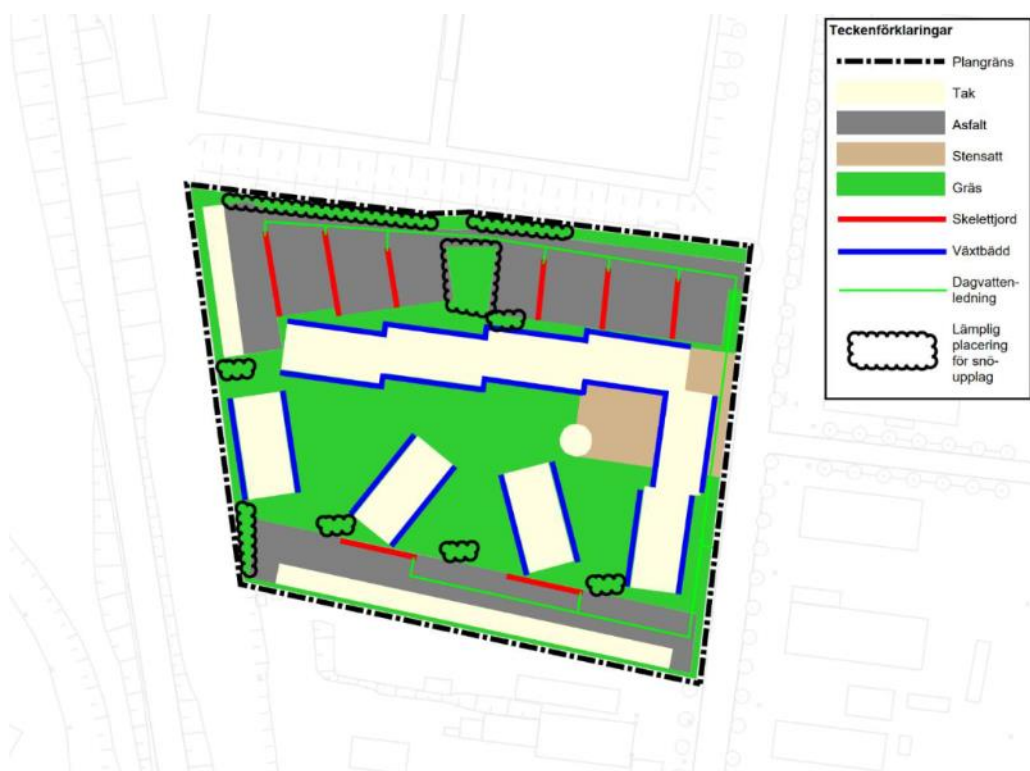 Teckenförklaringar
Plangräns
Tak
Asfalt
Stensatt
Gräs
Skelettjord
Växtbädd
Dagvatten-
ledning
Lämplig
placering
för snö-
upplag